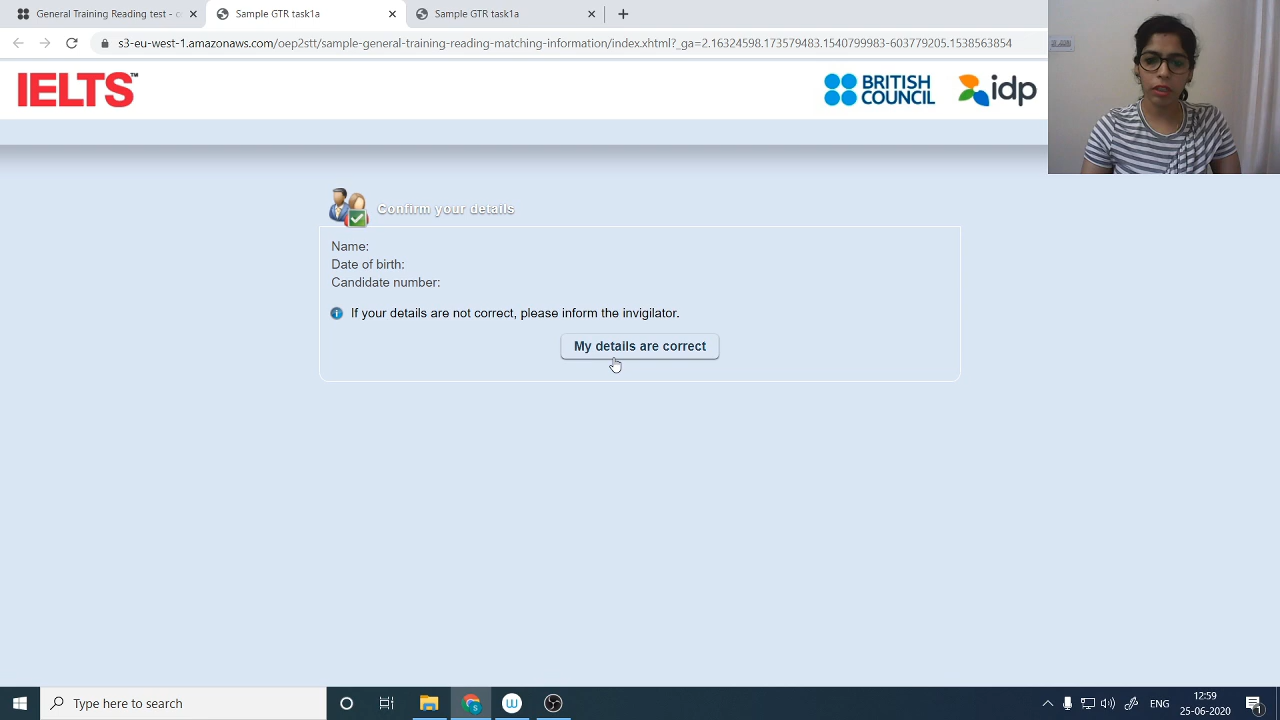 General Training Reading test - c
Sample GTR task1a
Sample GTR task1a
s3-eu-west-1.amazonaws.com/owp2stt/sample-general-training-reading-matching-information/index.xhtml?_ga=2.16324598.173579483.1540799983-603779205.1538563854
IELTS™
BRITISH
COUNCIL
idp
Confirm your details
Name:
Date of birth:
Candidate number:
If your details are not correct, please inform the invigilator.
My details are correct
Type here to search
ENG
12:59
25-06-2020
1